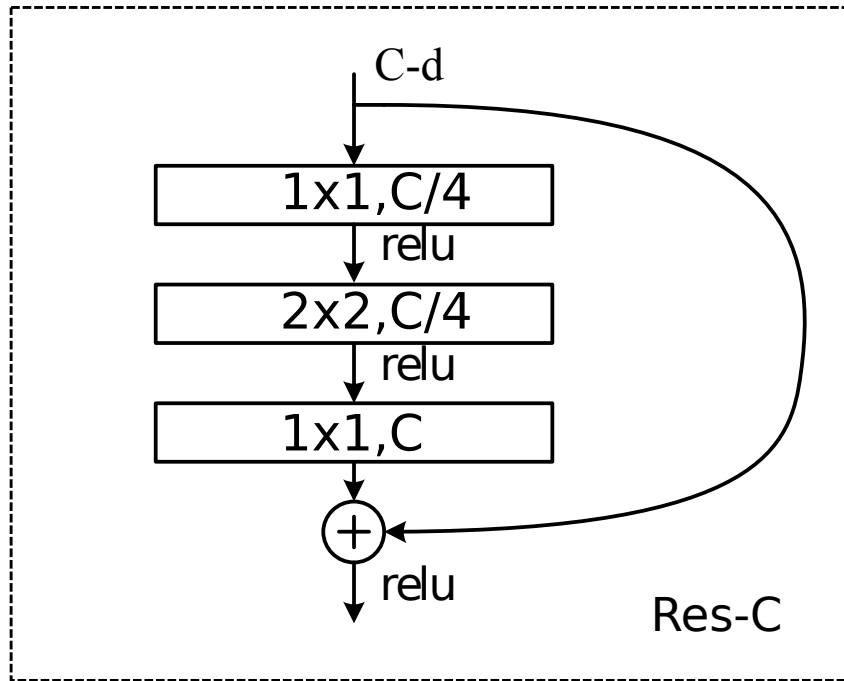 C-d
1x1,C/4
relu
2x2,C/4
relu
1x1,C
relu
Res-C